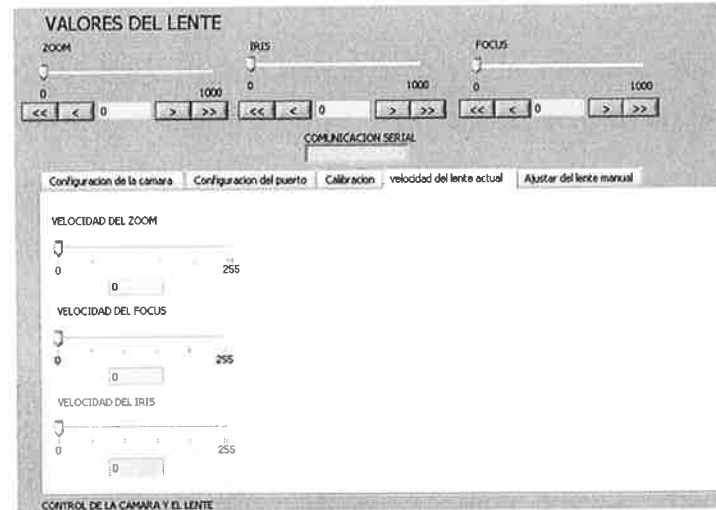 VALORES DEL LENTE
ZOOM IRIS FOCUS
0 1000 0 1000 0 1000
<< < 0 > >> << < 0 > >> << < 0 > >>
COMUNICACION SERIAL
Configuracion de la camara Configuracion del puerto Calibracion velocidad del lente actual Ajustar del lente manual
VELOCIDAD DEL ZOOM
0 255
0
VELOCIDAD DEL FOCUS
0 255
0
VELOCIDAD DEL IRIS
0 255
0
CONTROL DE LA CAMARA Y EL LENTE